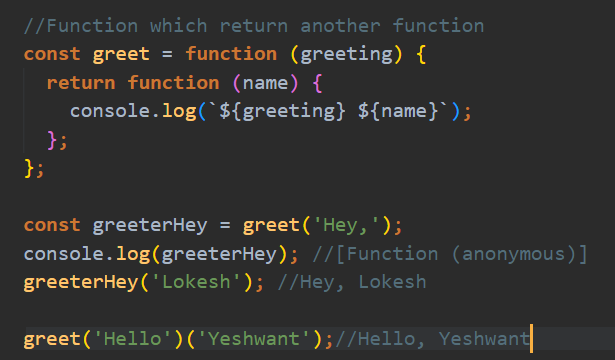 //Function which return another function
const greet = function (greeting) {
  return function (name) {
    console.log(`${greeting} ${name}`);
  };
};

const greeterHey = greet('Hey,');
console.log(greeterHey); //[Function (anonymous)]
greeterHey('Lokesh'); //Hey, Lokesh

greet('Hello')('Yeshwant');//Hello, Yeshwant